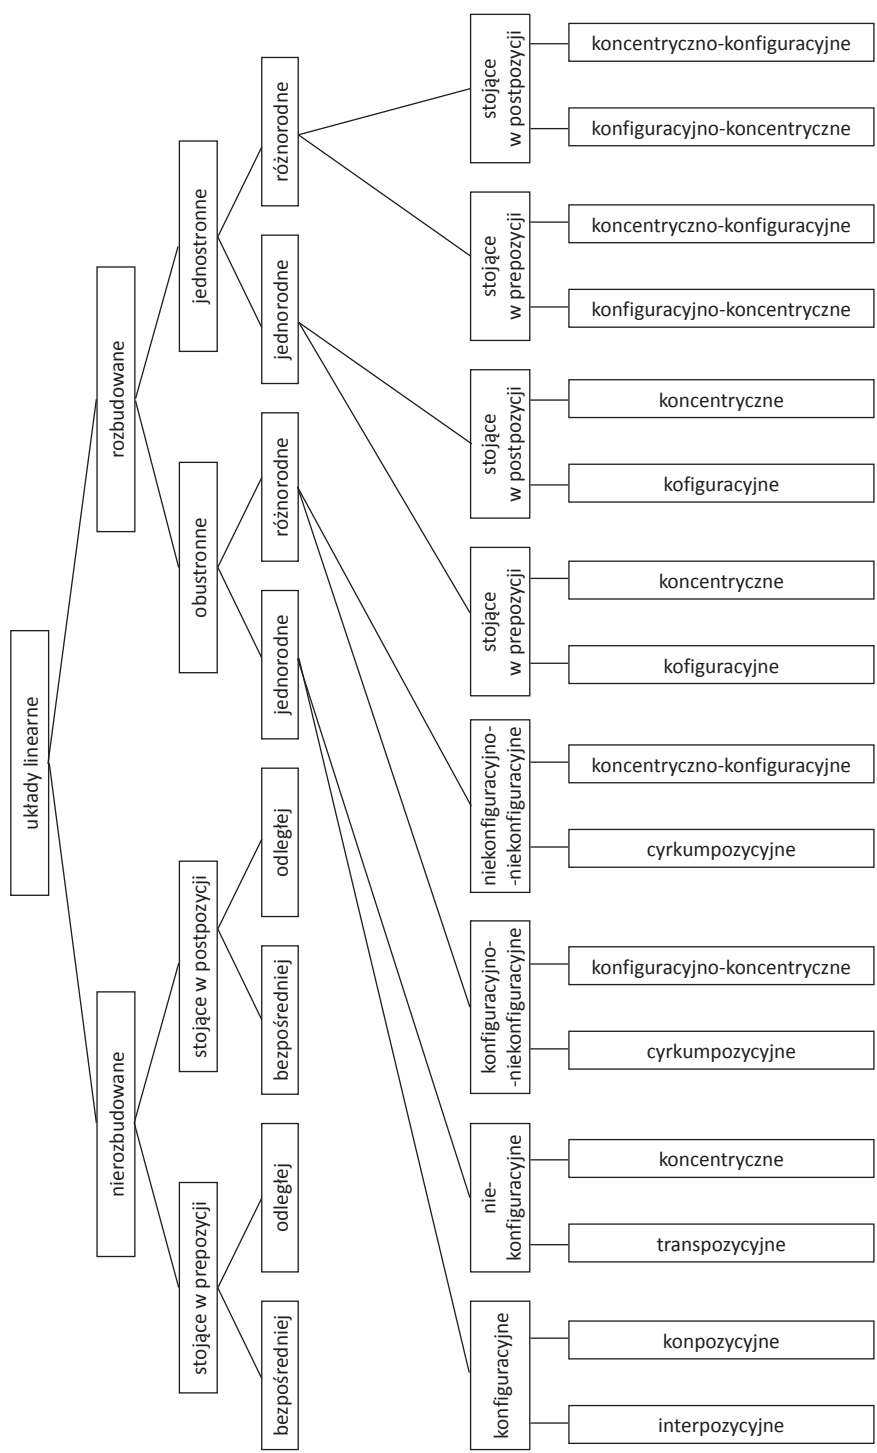 układy linearne
nierozbudowane
rozbudowane
stojące w prepozycji
stojące w postpozycji
obustronne
jednostronne
bezpośredniej
odległej
bezpośredniej
odległej
jednorodne
różnorodne
jednorodne
różnorodne
konfiguracyjne
nie-
konfiguracyjne
konfiguracyjno-
-niekonfiguracyjne
niekonfiguracyjno-
-niekonfiguracyjne
stojące
w prepozycji
stojące
w postpozycji
stojące
w prepozycji
stojące
w postpozycji
interpozycyjne
konpozycyjne
transpozycyjne
koncentryczne
cyrkumpozycyjne
konfiguracyjno-koncentryczne
cyrkumpozycyjne
koncentryczno-konfiguracyjne
kofiguracyjne
koncentryczne
kofiguracyjne
koncentryczne
konfiguracyjno-koncentryczne
koncentryczno-konfiguracyjne
konfiguracyjno-koncentryczne
koncentryczno-konfiguracyjne